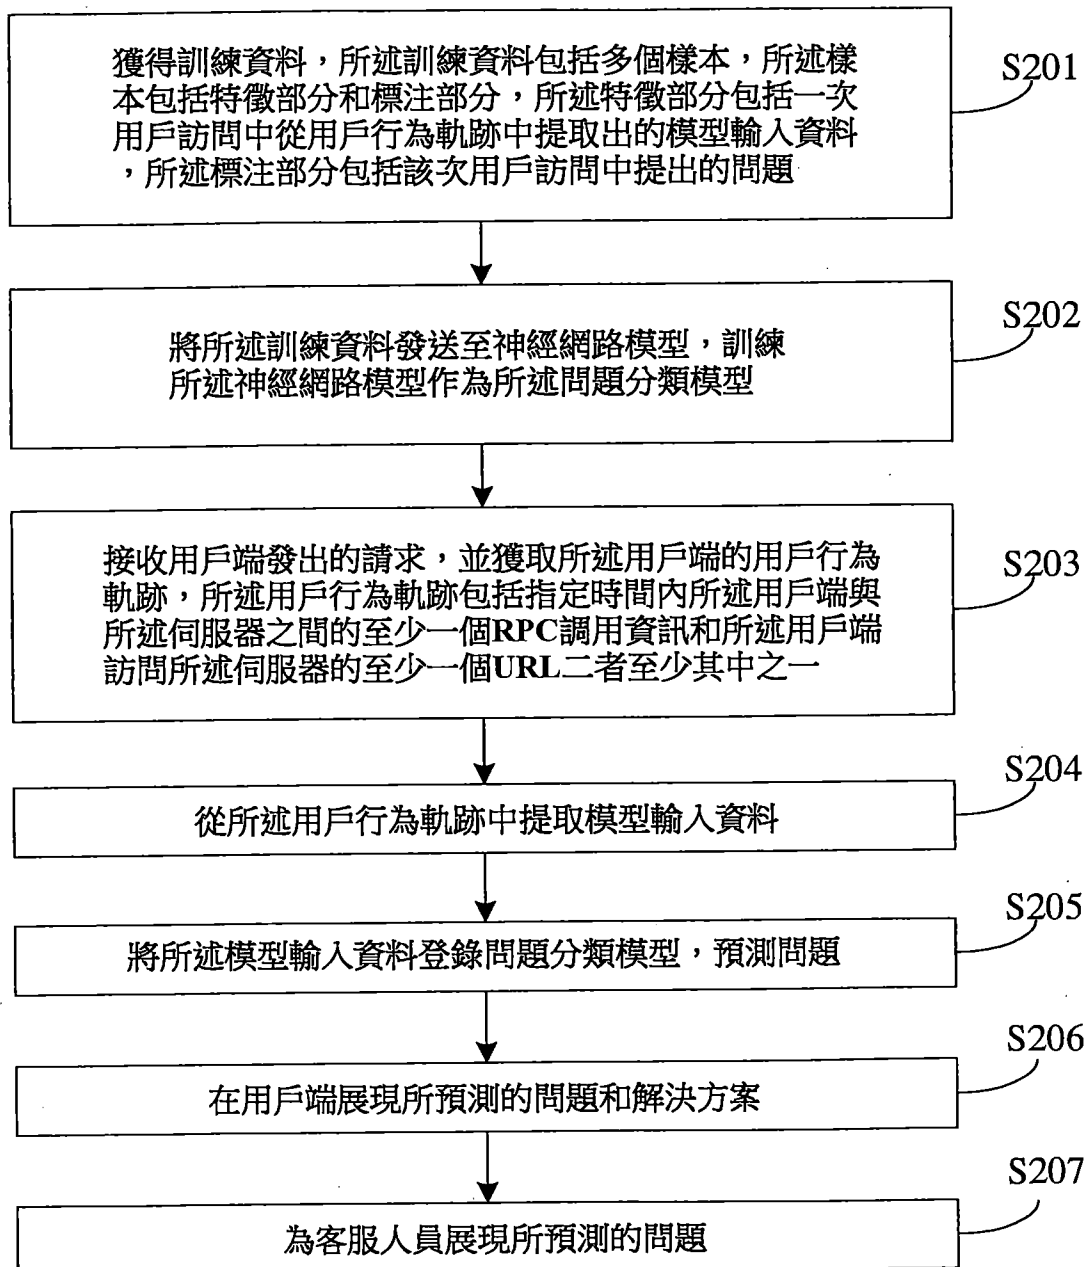 獲得訓練資料，所述訓練資料包括多個樣本，所述樣
本包括特徵部分和標注部分，所述特徵部分包括一次
用戶訪問中從用戶行為軌跡中提取出的模型輸入資料
，所述標注部分包括該次用戶訪問中提出的問題
S201
將所述訓練資料發送至神經網路模型，訓練
所述神經網路模型作為所述問題分類模型
S202
接收用戶端發出的請求，並獲取所述用戶端的用戶行為
軌跡，所述用戶行為軌跡包括指定時間內所述用戶端與
所述伺服器之間的至少一個RPC調用資訊和所述用戶端
訪問所述伺服器的至少一個URL二者至少其中之一
S203
從所述用戶行為軌跡中提取模型輸入資料
S204
將所述模型輸入資料登錄問題分類模型，預測問題
S205
在用戶端展現所預測的問題和解決方案
S206
為客服人員展現所預測的問題
S207